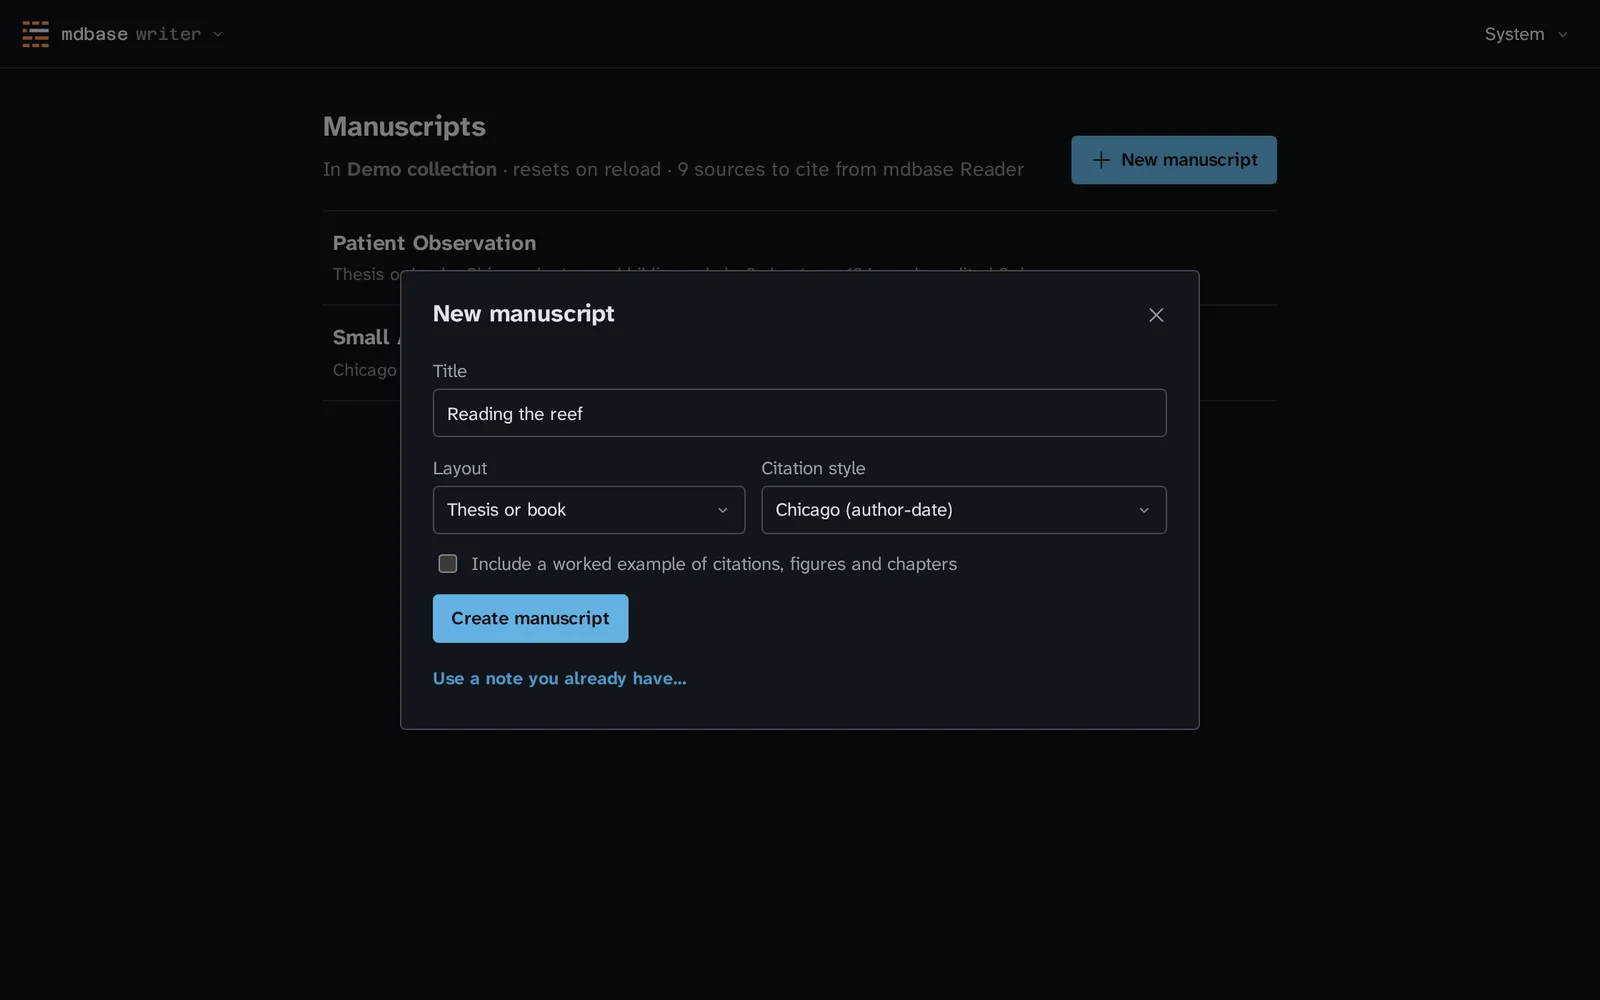 mdbase writer
System
Manuscripts
In Demo collection · resets on reload · 9 sources to cite from mdbase Reader
New manuscript
Patient Observation
Thesis
Small
Chicago
New manuscript
Title
Reading the reef
Layout
Citation style
Thesis or book
Chicago (author-date)
Include a worked example of citations, figures and chapters
Create manuscript
Use a note you already have...